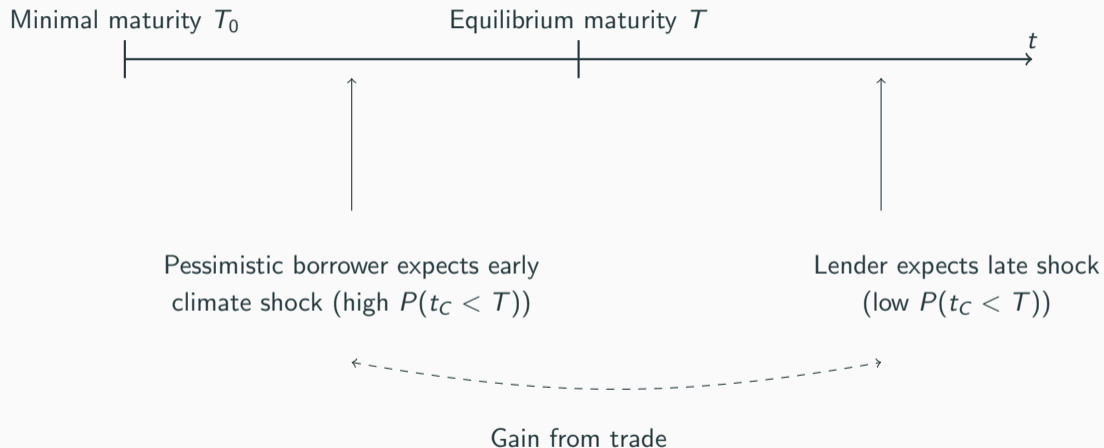 Minimal maturity T₀
Equilibrium maturity T
t
Pessimistic borrower expects early
climate shock (high P(t_C < T))
Lender expects late shock
(low P(t_C < T))
Gain from trade